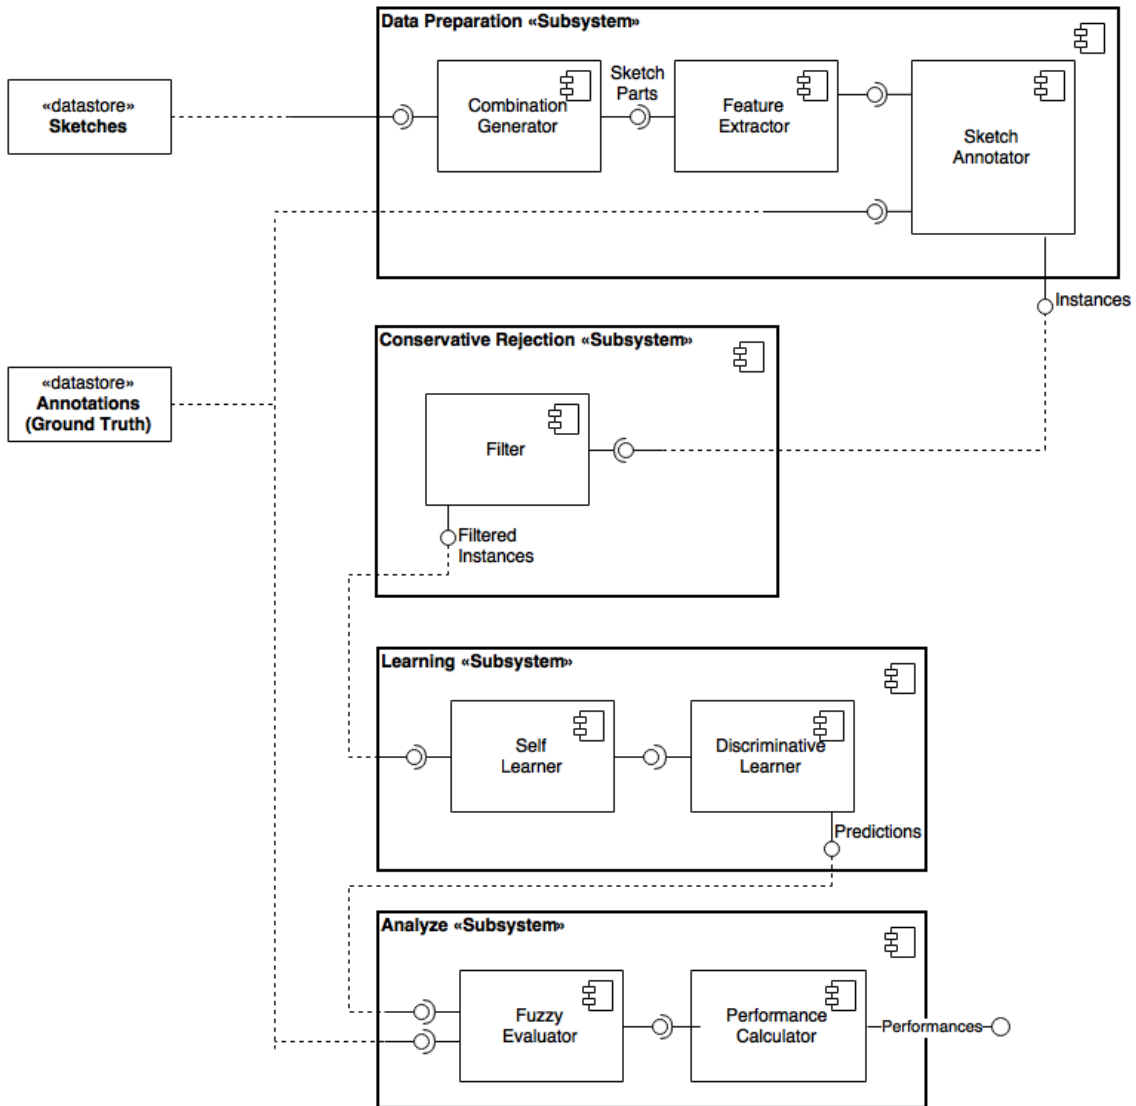 Data Preparation «Subsystem»
«datastore»
Sketches
Combination
Generator
Sketch
Parts
Feature
Extractor
Sketch
Annotator
Instances
Conservative Rejection «Subsystem»
«datastore»
Annotations
(Ground Truth)
Filter
Filtered
Instances
Learning «Subsystem»
Self
Learner
Discriminative
Learner
Predictions
Analyze «Subsystem»
Fuzzy
Evaluator
Performance
Calculator
Performances